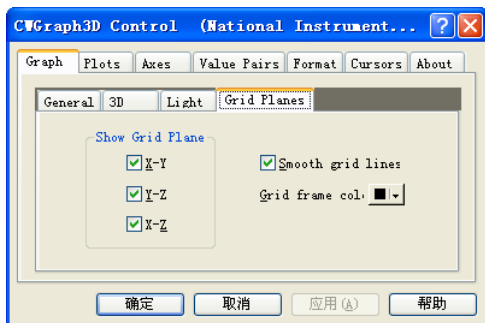 CWGraph3D Control (National Instrument...
Graph Plots Axes Value Pairs Format Cursors About
General 3D Light Grid Planes
Show Grid Plane
X-Y
Smooth grid lines
Y-Z
Grid frame col
X-Z
确定 取消 应用(A) 帮助